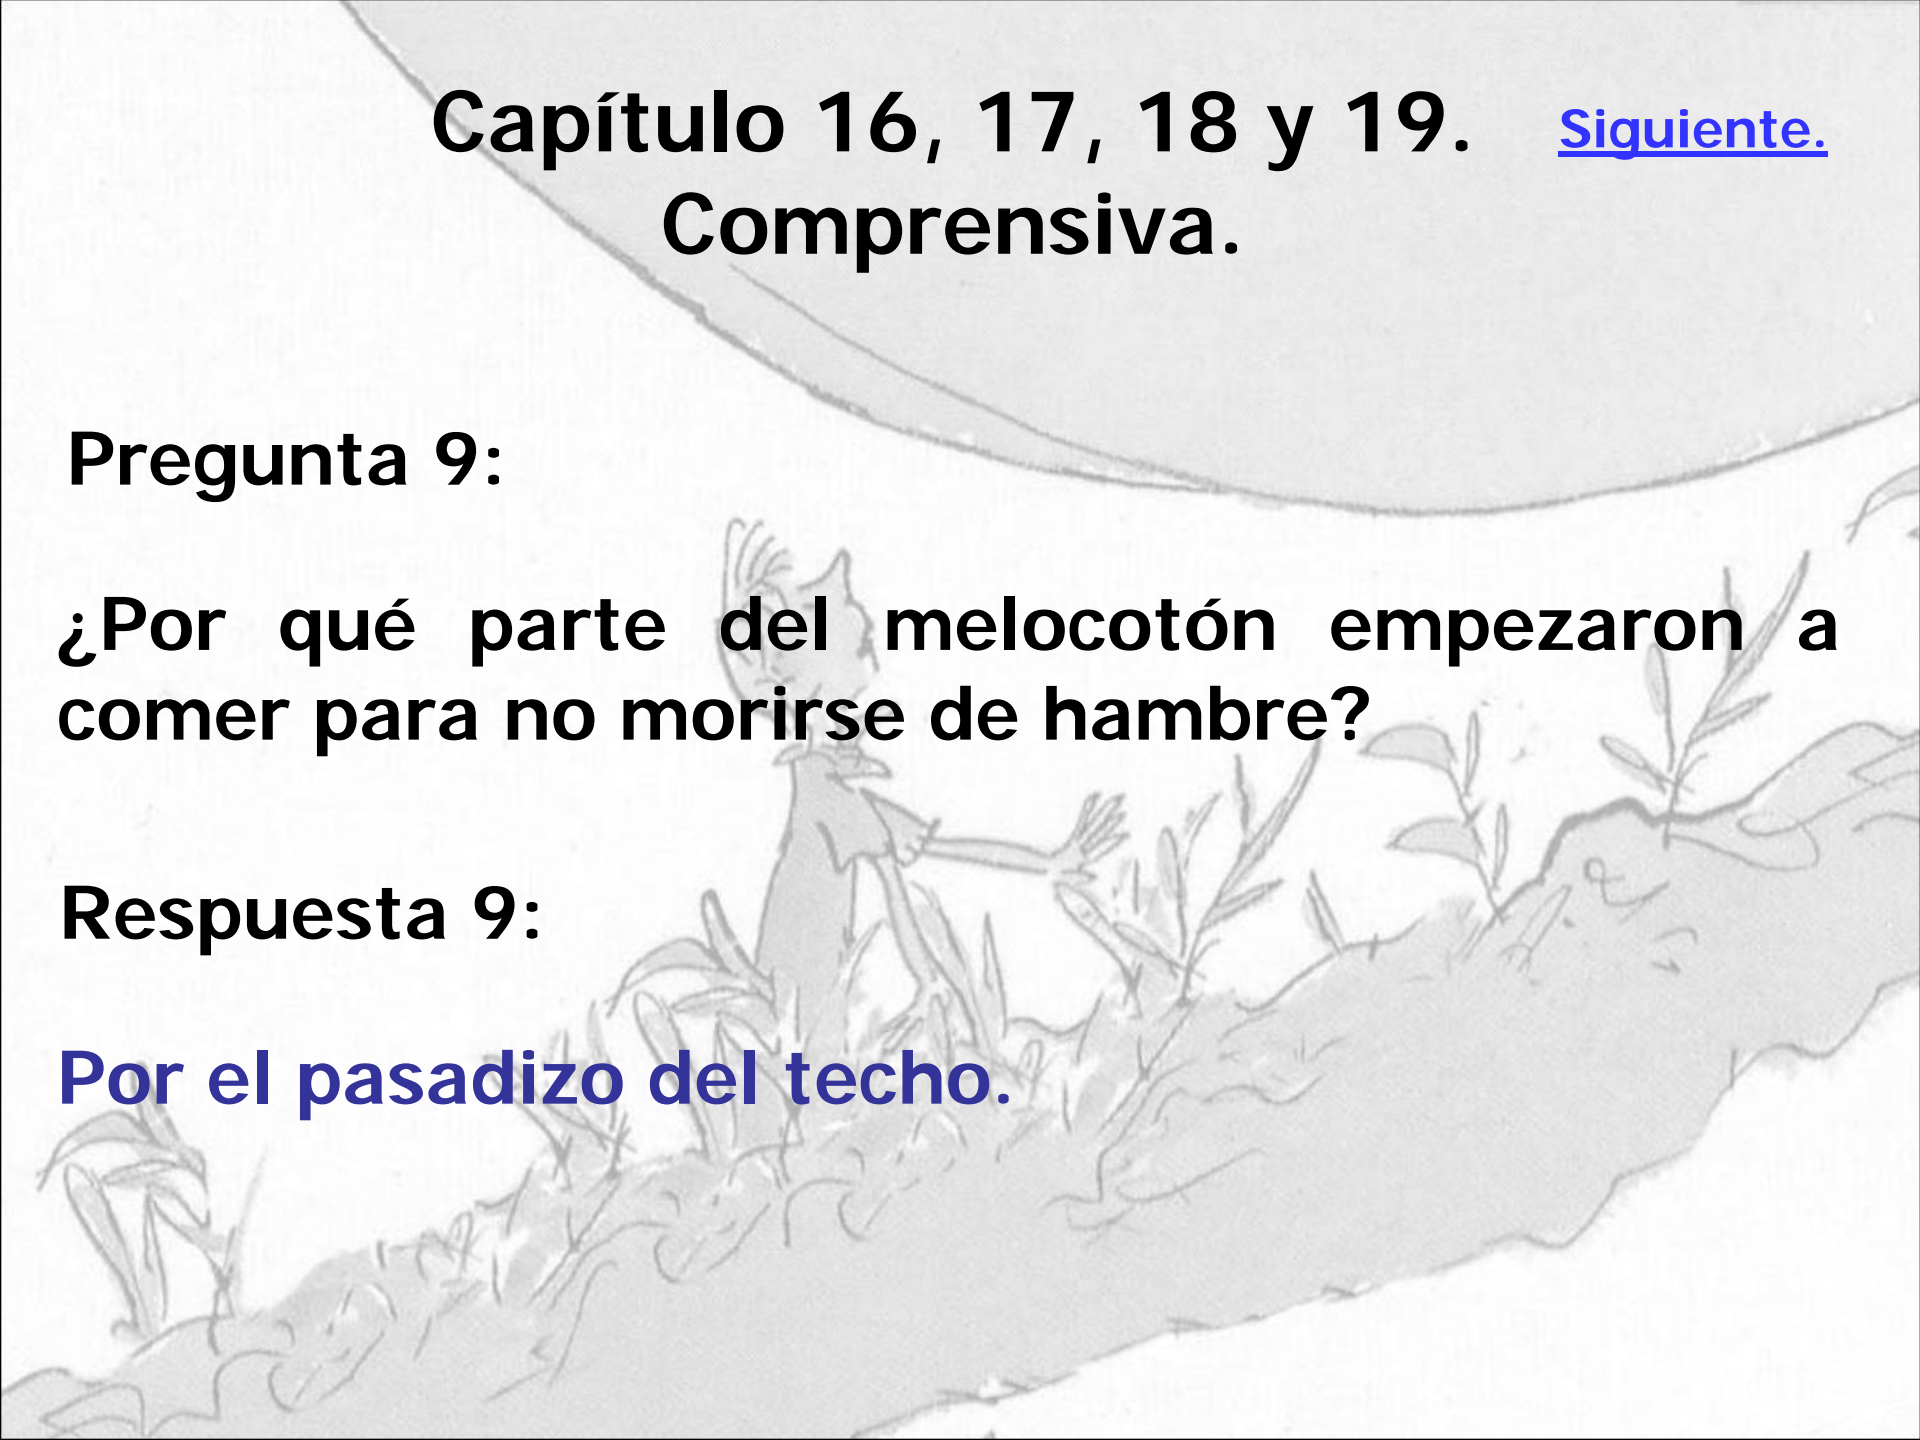 Capítulo 16, 17, 18 y 19. Siguiente.
Comprensiva.
Pregunta 9:
¿Por qué parte del melocotón empezaron a
comer para no morirse de hambre?
Respuesta 9:
Por el pasadizo del techo.